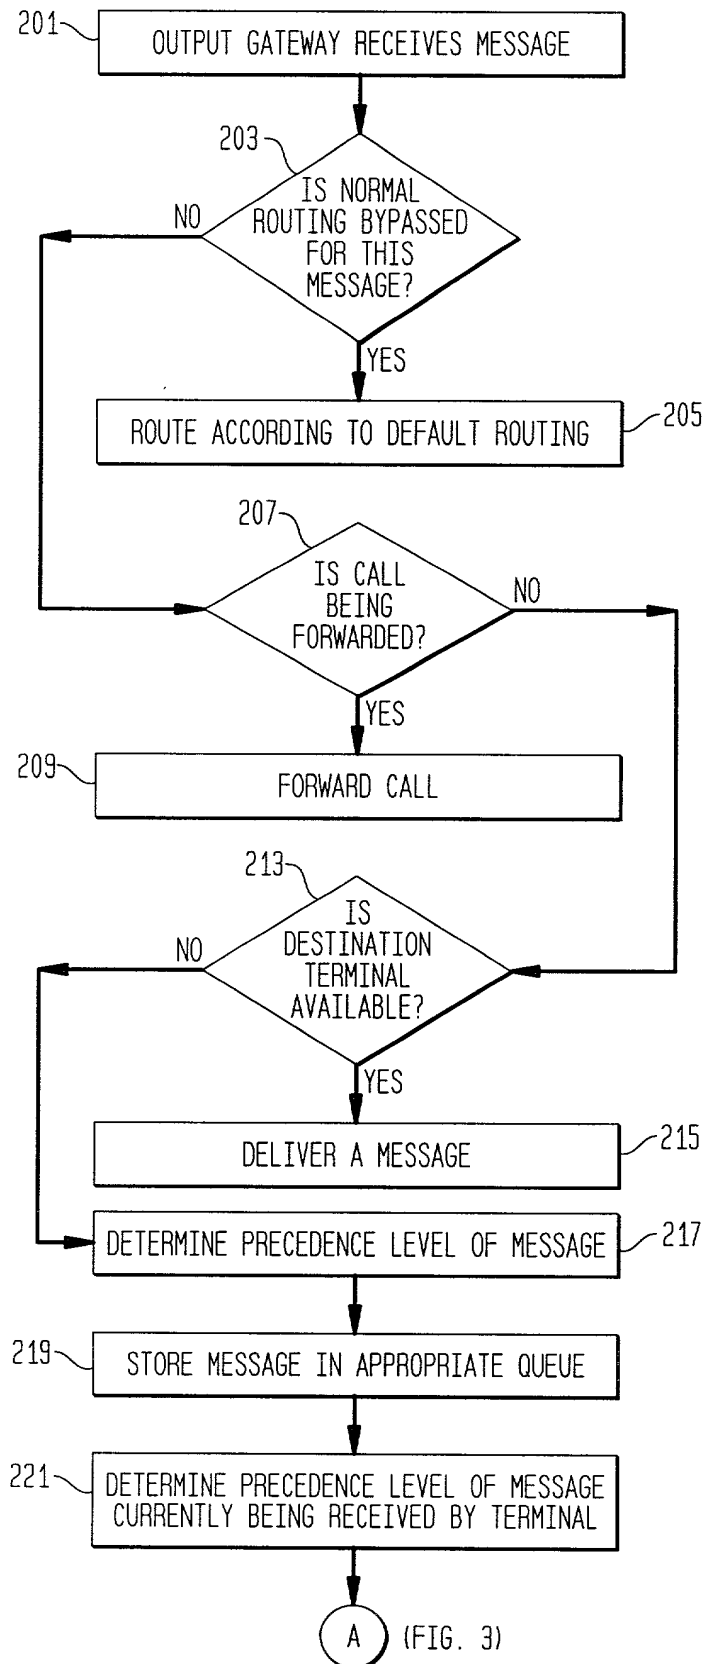 201
OUTPUT GATEWAY RECEIVES MESSAGE
203
IS NORMAL
ROUTING BYPASSED
FOR THIS
MESSAGE?
NO
YES
ROUTE ACCORDING TO DEFAULT ROUTING
205
207
IS CALL
BEING
FORWARDED?
NO
YES
209
FORWARD CALL
213
IS
DESTINATION
TERMINAL
AVAILABLE?
NO
YES
DELIVER A MESSAGE
215
DETERMINE PRECEDENCE LEVEL OF MESSAGE
217
219
STORE MESSAGE IN APPROPRIATE QUEUE
221
DETERMINE PRECEDENCE LEVEL OF MESSAGE
CURRENTLY BEING RECEIVED BY TERMINAL
A (FIG. 3)